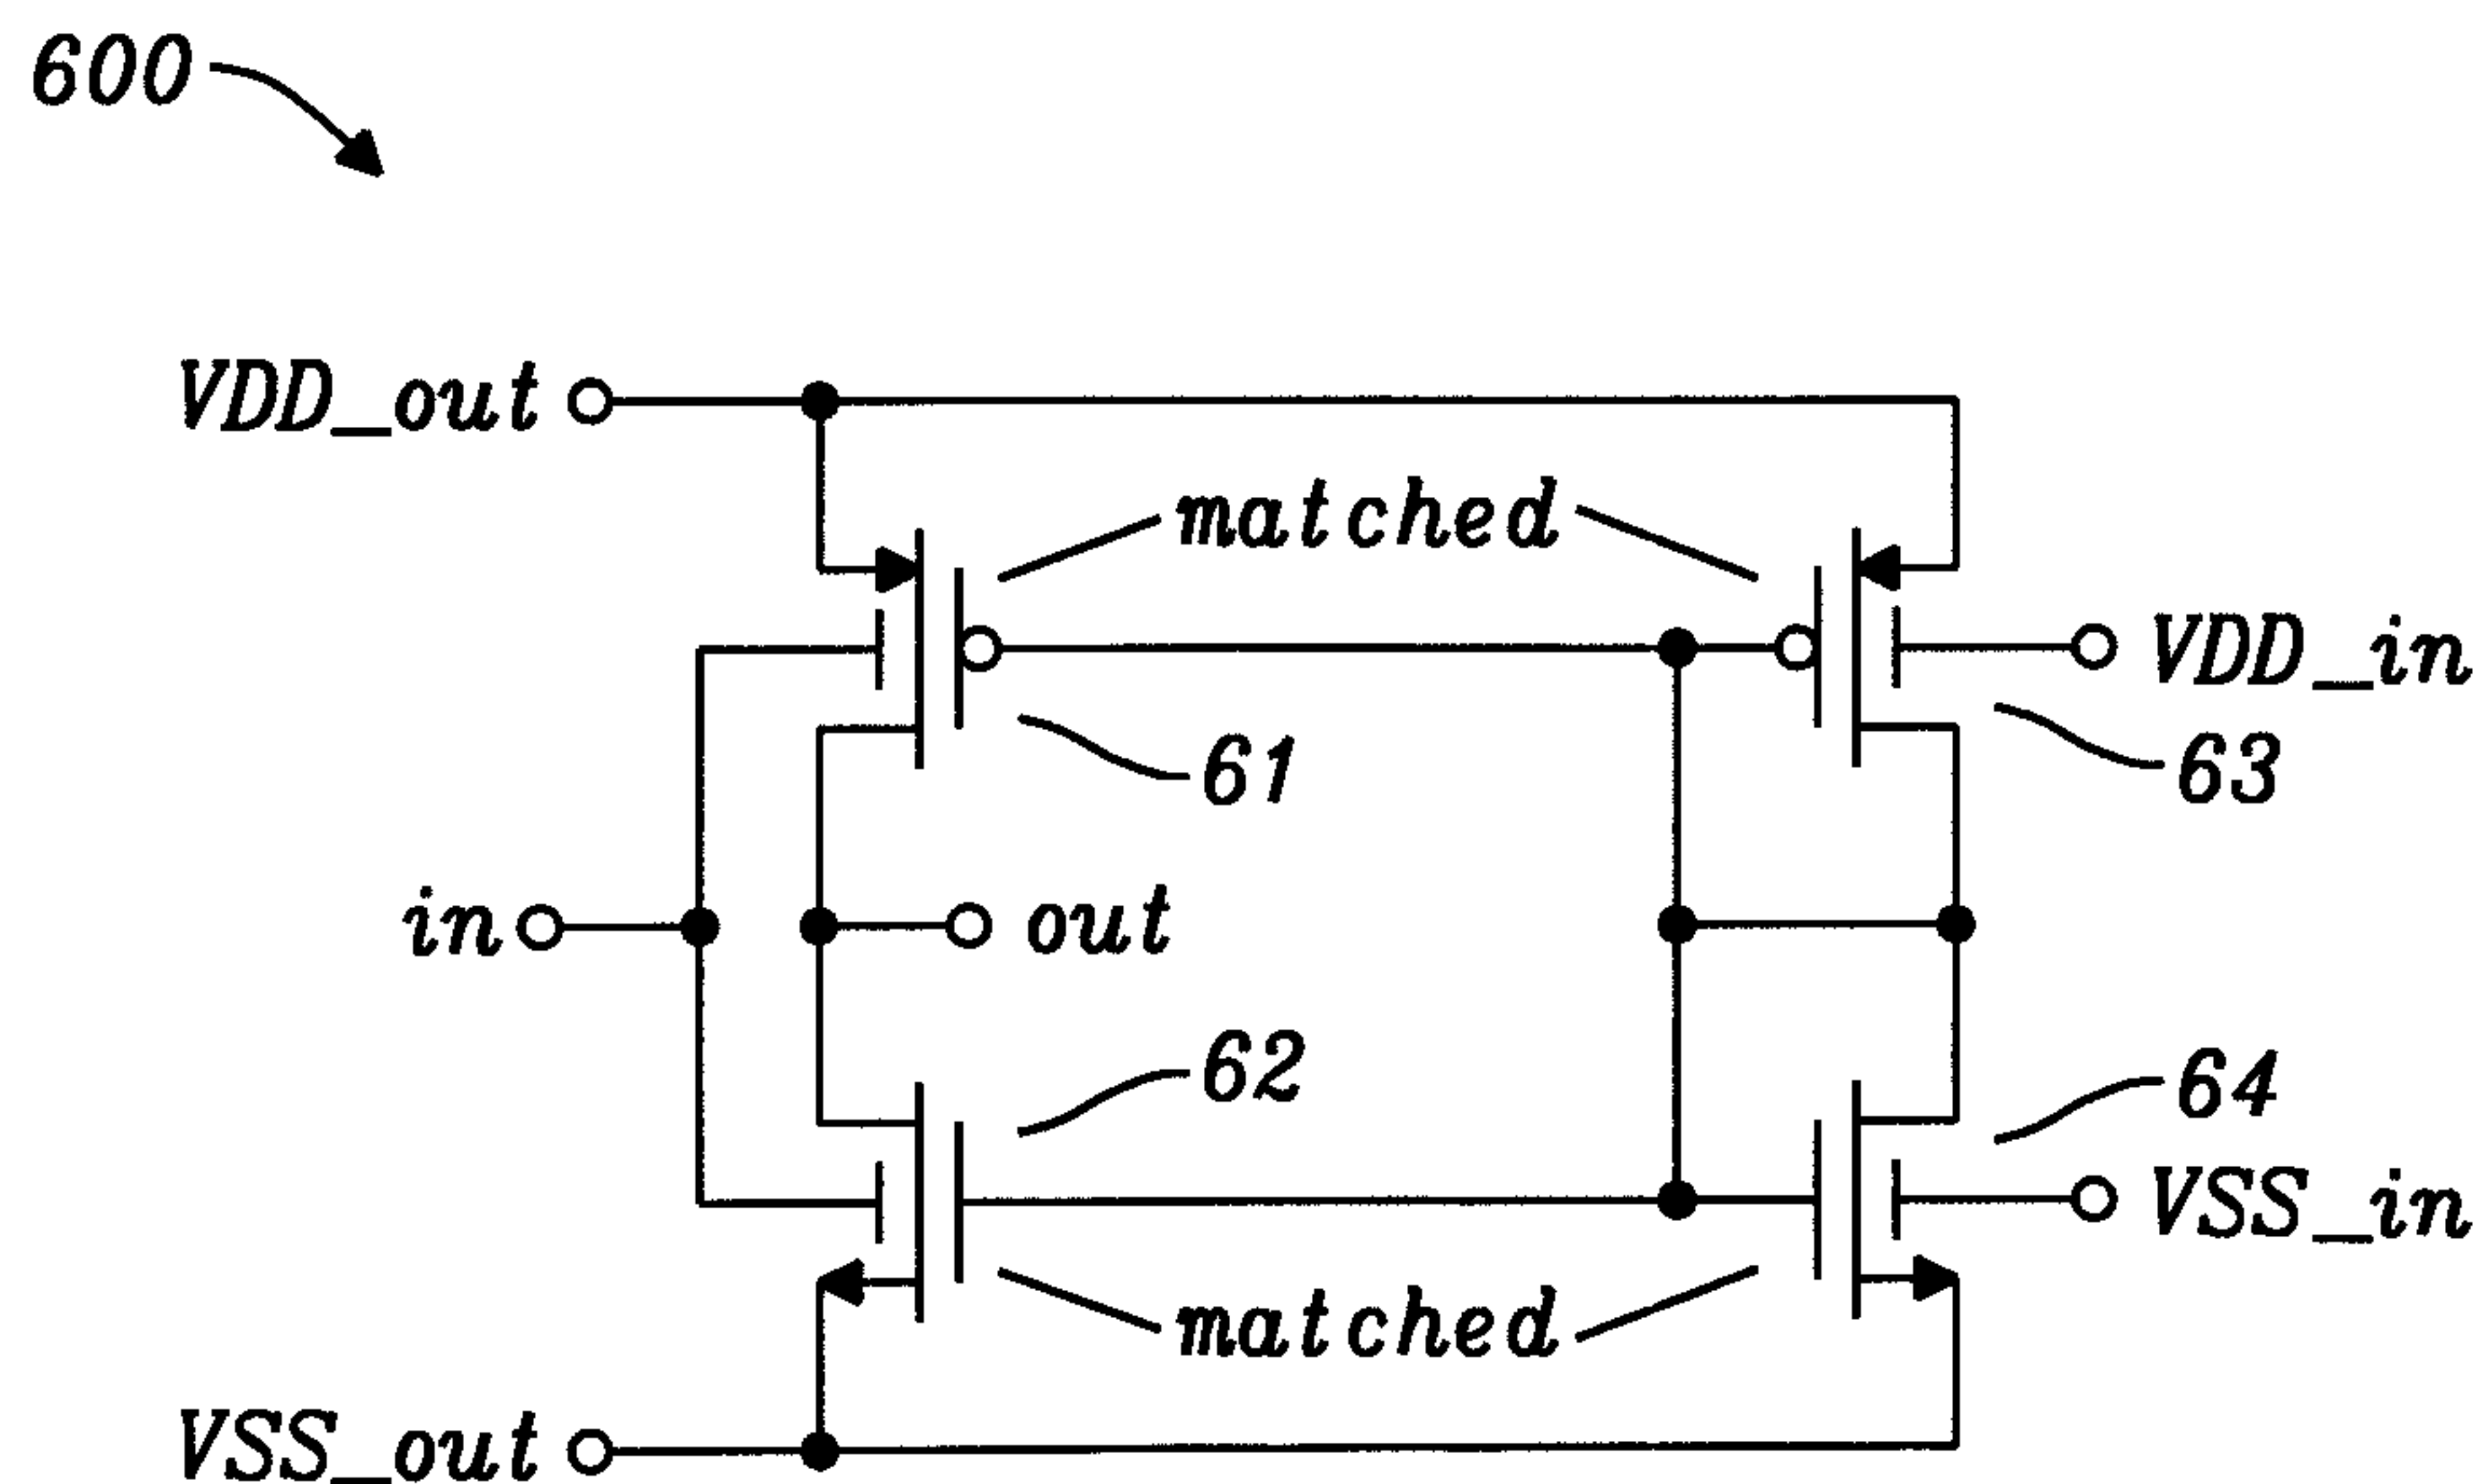 600
VDD_out
matched
VDD_in
61
63
in
out
62
64
VSS_in
matched
VSS_out